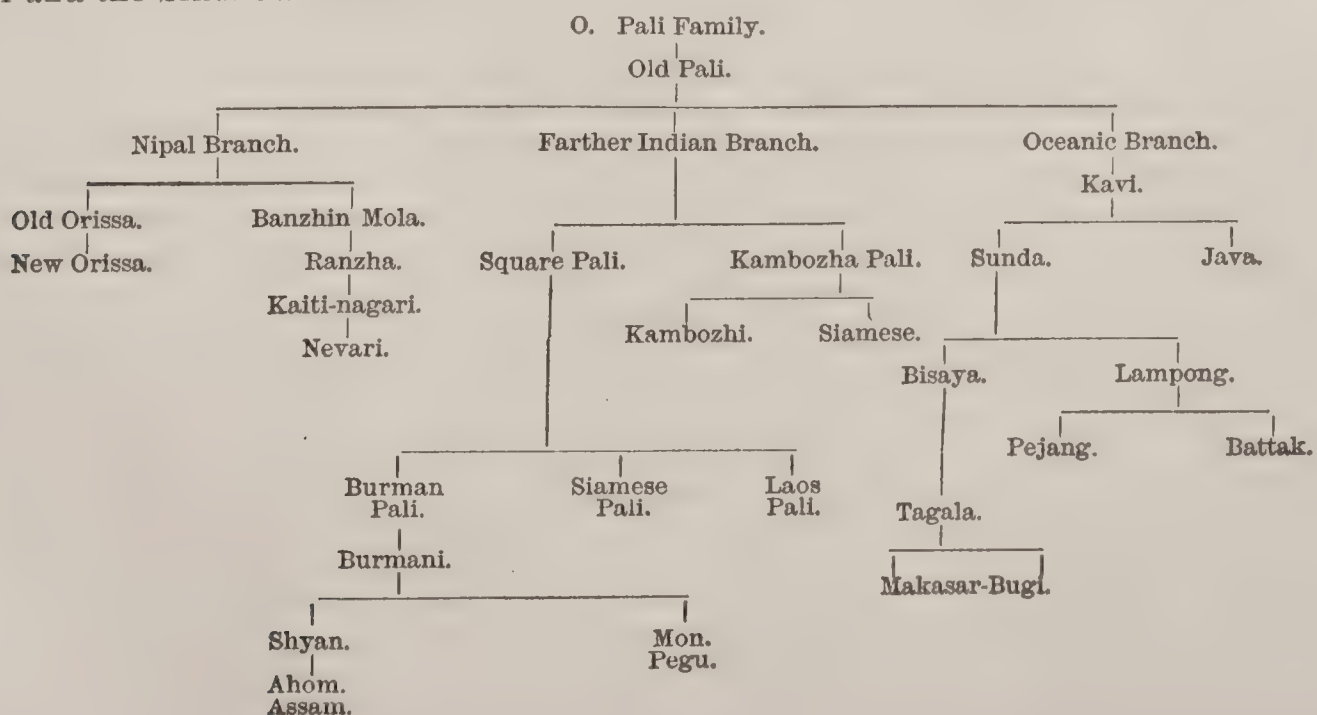 O. Pali Family.
Old Pali.
Nipal Branch. Farther Indian Branch. Oceanic Branch.
Kavi.
Old Orissa. Banzhin Mola.
New Orissa. Ranzha. Square Pali. Kambozha Pali. Sunda. Java.
Kaiti-nagari.
Kambozhi. Siamese.
Nevari.
Bisaya. Lampong.
Pejang. Battak.
Burman Siamese Laos
Pali. Pali. Pali.
Tagala.
Burmani.
Makasar-Bugi.
Shyan. Mon.
Pegu.
Ahom.
Assam.